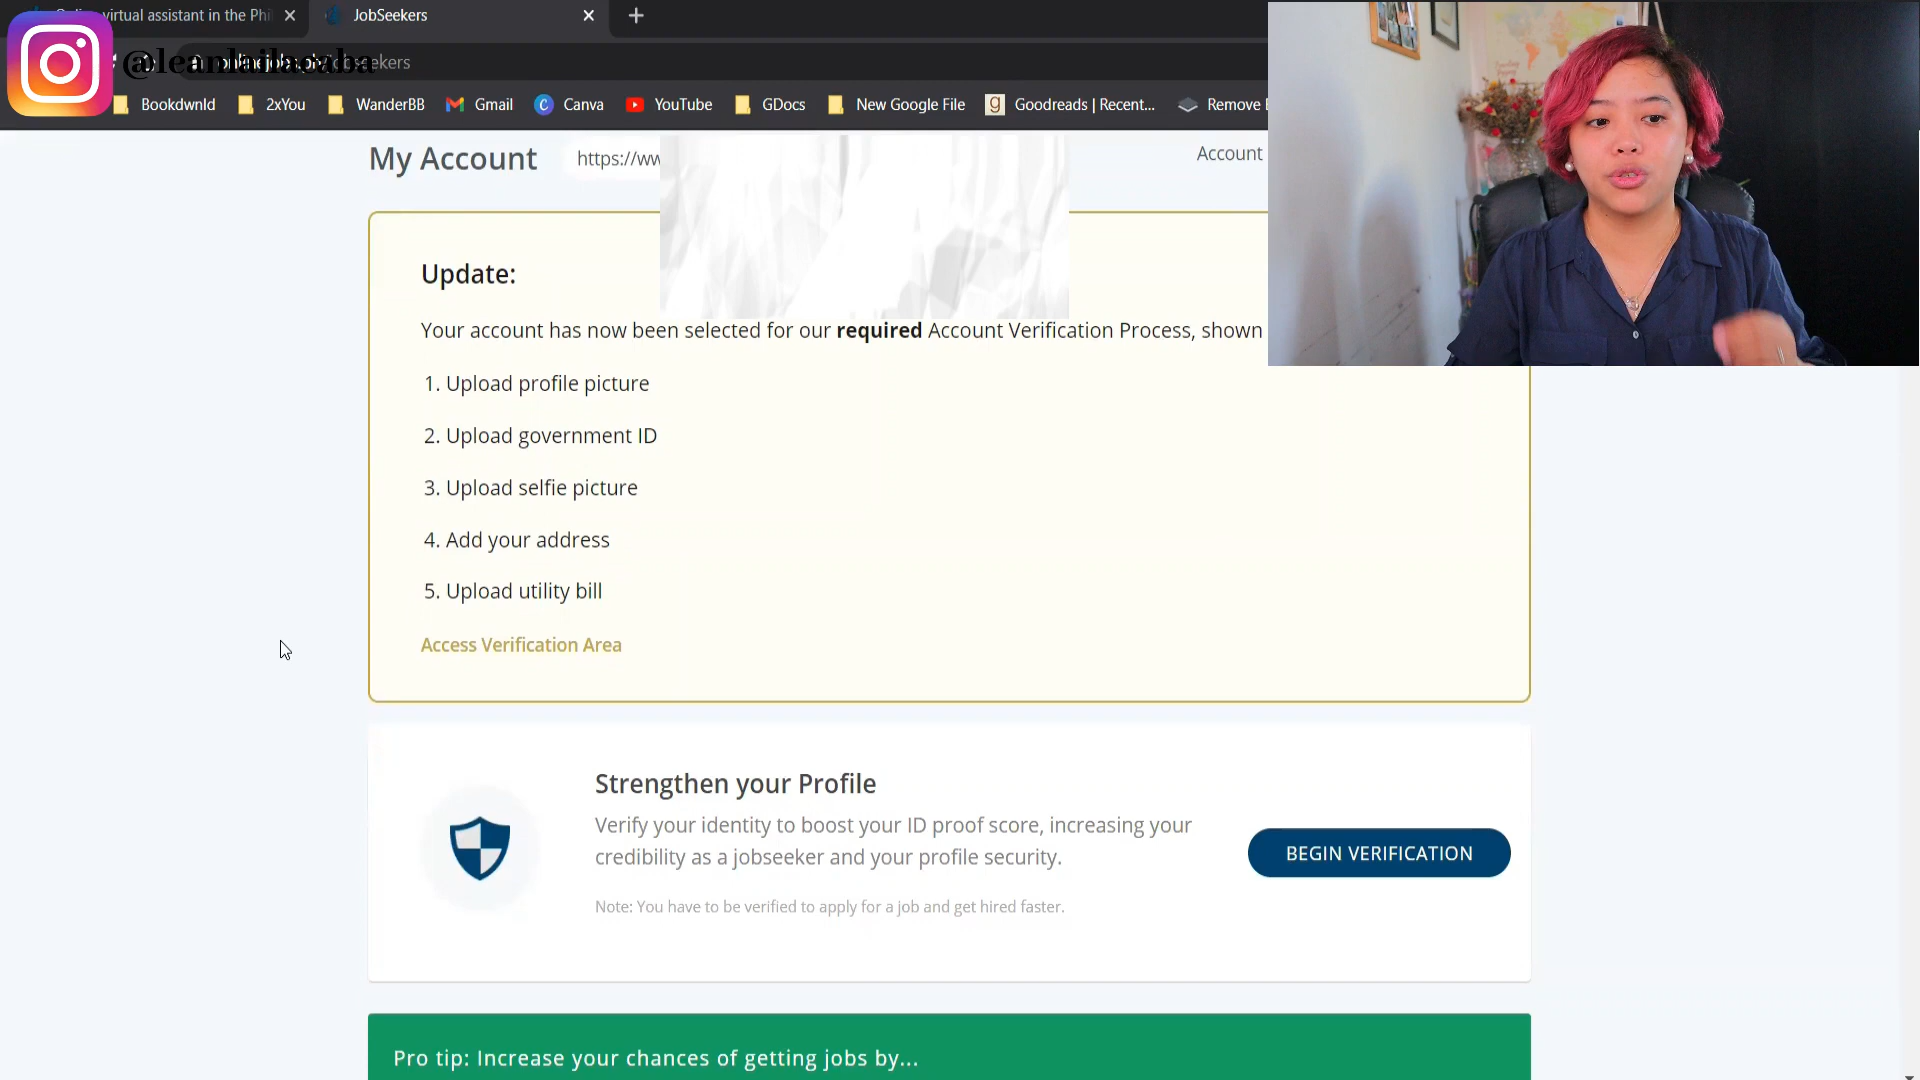 Online virtual assistant in the Phi
JobSeekers
@leanlailacaba
onlinejobs.ph/jobseekers
Bookdwnld
2xYou
WanderBB
Gmail
Canva
YouTube
GDocs
New Google File
Goodreads | Recent...
Remove
My Account
https://ww
Account
Update:
Your account has now been selected for our required Account Verification Process, shown
1. Upload profile picture
2. Upload government ID
3. Upload selfie picture
4. Add your address
5. Upload utility bill
Access Verification Area
Strengthen your Profile
Verify your identity to boost your ID proof score, increasing your
credibility as a jobseeker and your profile security.
BEGIN VERIFICATION
Note: You have to be verified to apply for a job and get hired faster.
Pro tip: Increase your chances of getting jobs by...